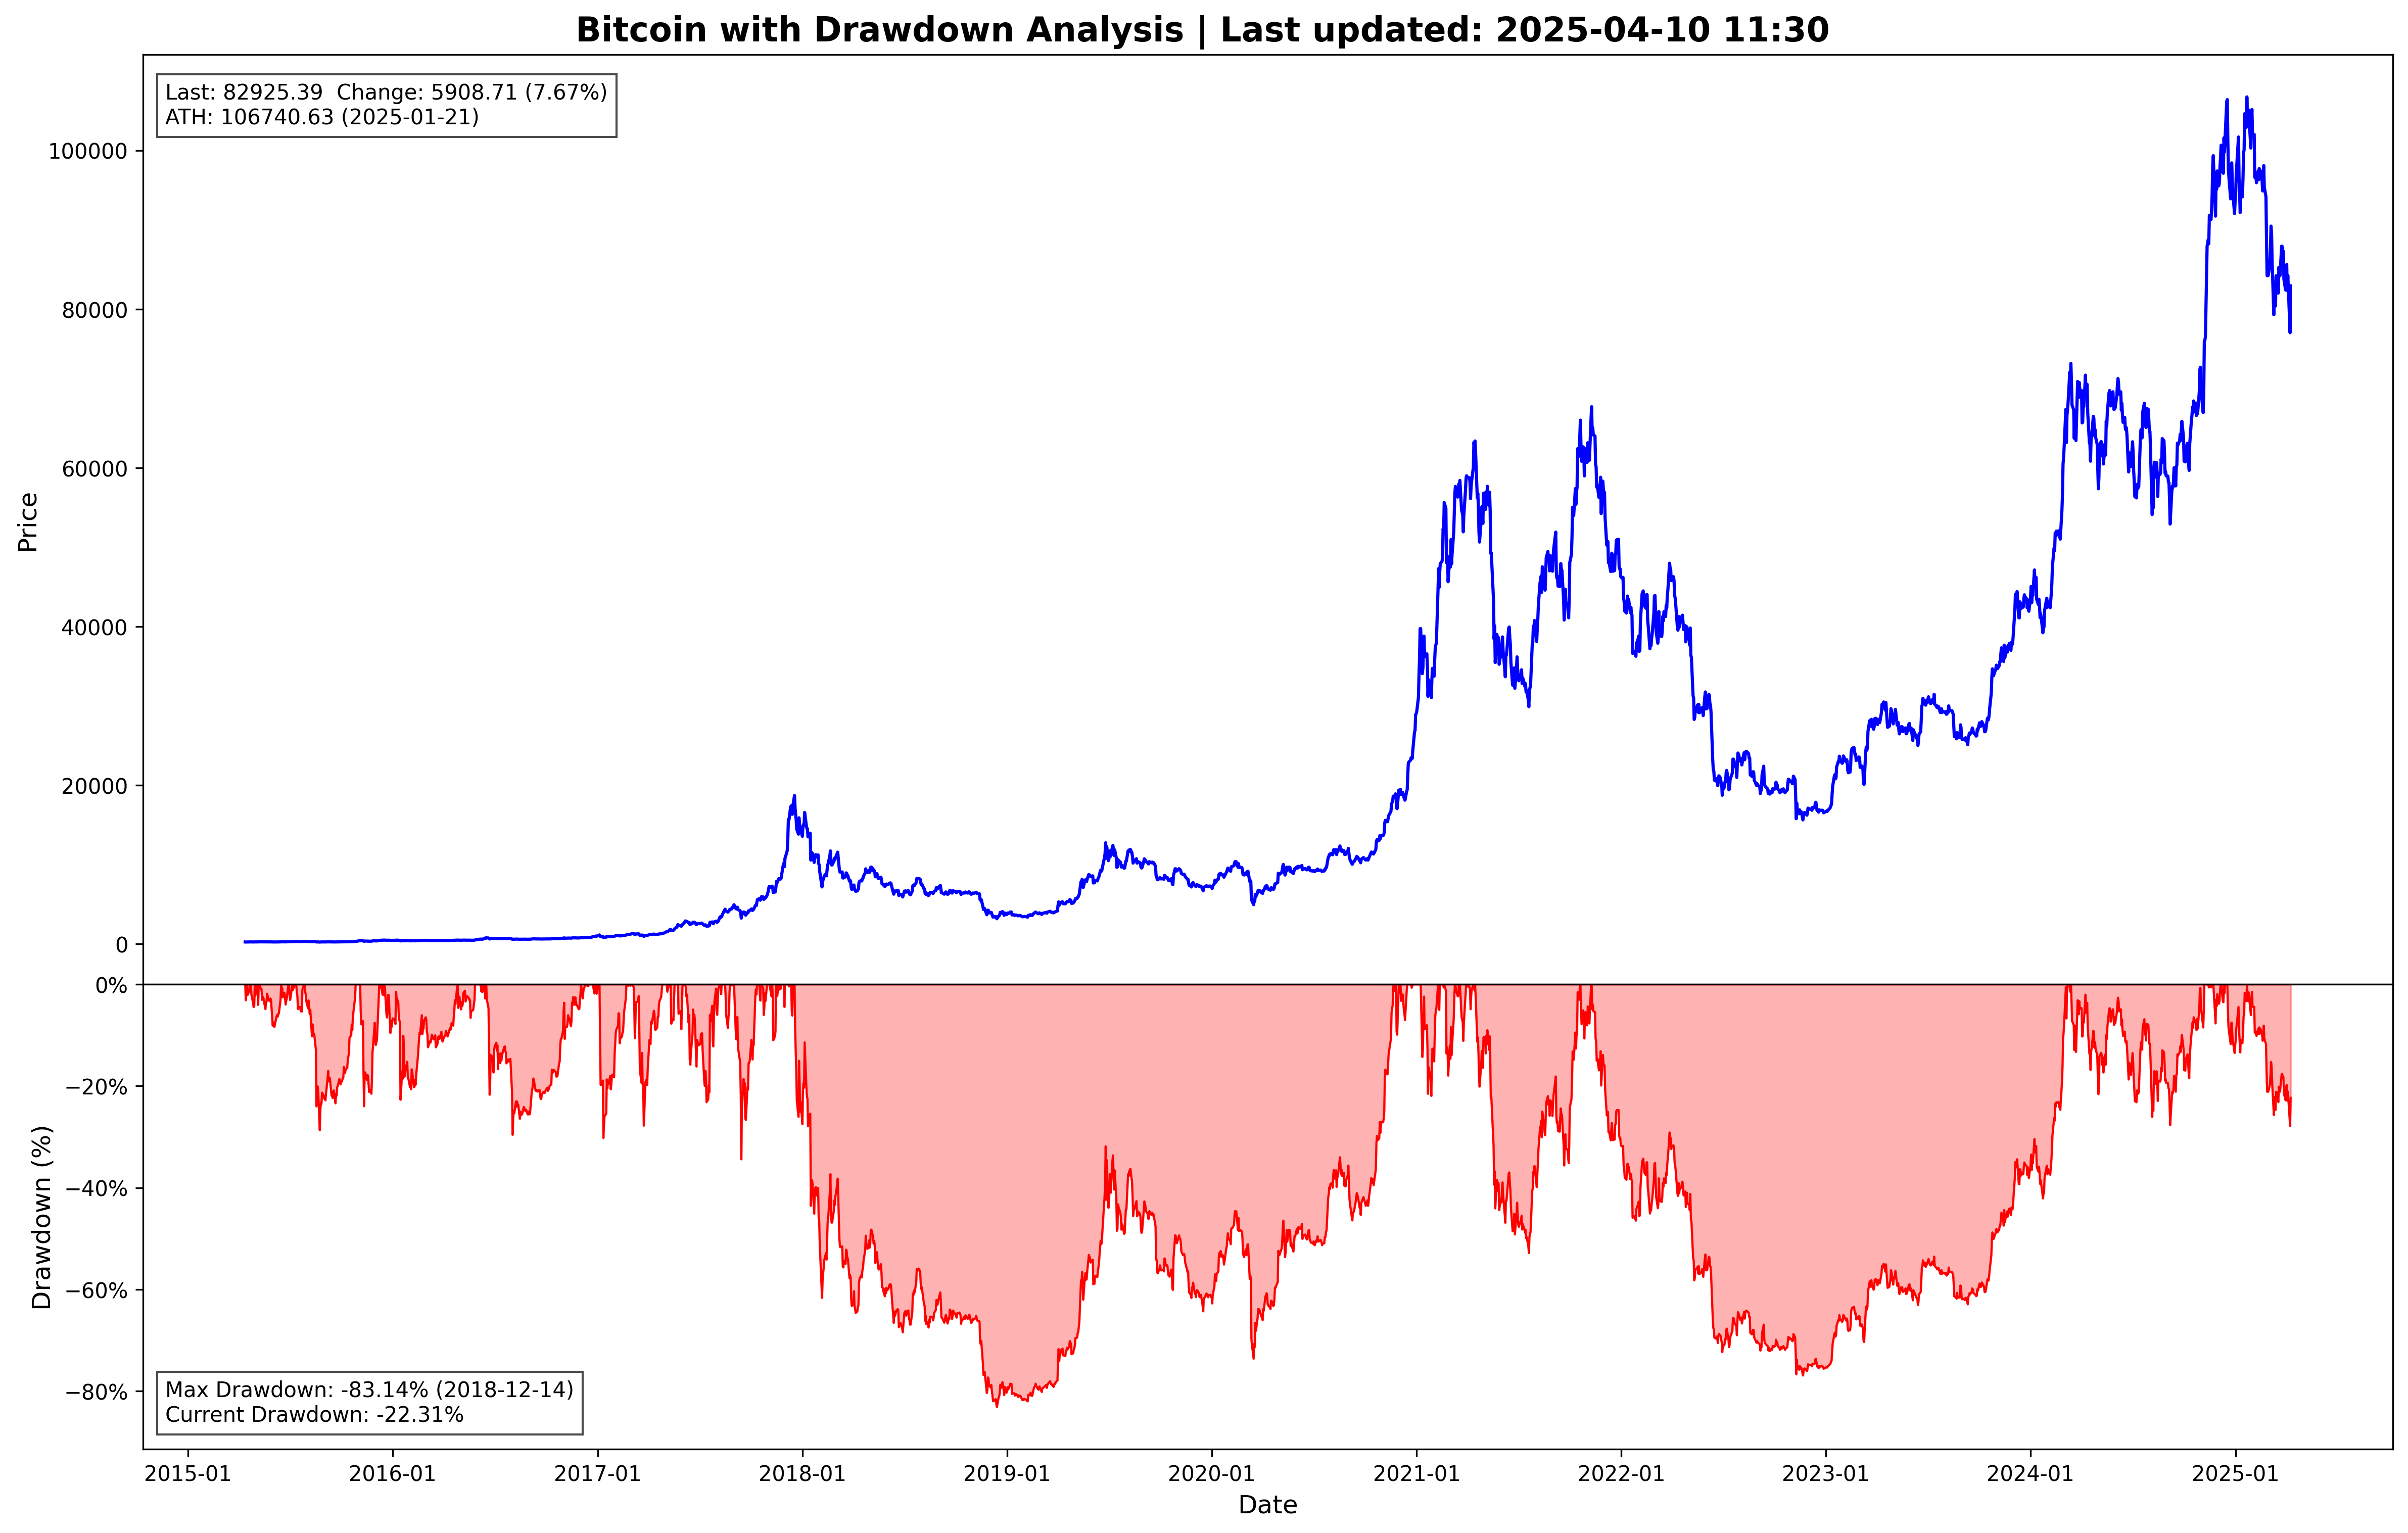 Bitcoin with Drawdown Analysis | Last updated: 2025-04-10 11:30
Last: 82925.39  Change: 5908.71 (7.67%)
ATH: 106740.63 (2025-01-21)
100000
80000
60000
40000
20000
0
Price
0%
−20%
−40%
−60%
−80%
Drawdown (%)
Max Drawdown: -83.14% (2018-12-14)
Current Drawdown: -22.31%
2015-01
2016-01
2017-01
2018-01
2019-01
2020-01
2021-01
2022-01
2023-01
2024-01
2025-01
Date